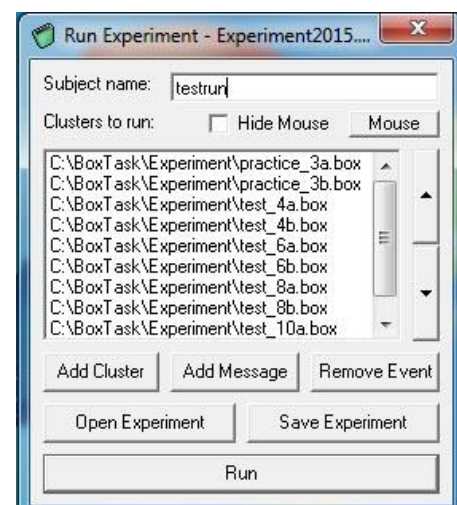 Run Experiment - Experiment2015....
Subject name: testrun
Clusters to run: Hide Mouse Mouse
C:\BoxTask\Experiment\practice_3a.box
C:\BoxTask\Experiment\practice_3b.box
C:\BoxTask\Experiment\test_4a.box
C:\BoxTask\Experiment\test_4b.box
C:\BoxTask\Experiment\test_6a.box
C:\BoxTask\Experiment\test_6b.box
C:\BoxTask\Experiment\test_8a.box
C:\BoxTask\Experiment\test_8b.box
C:\BoxTask\Experiment\test_10a.box
Add Cluster Add Message Remove Event
Open Experiment Save Experiment
Run